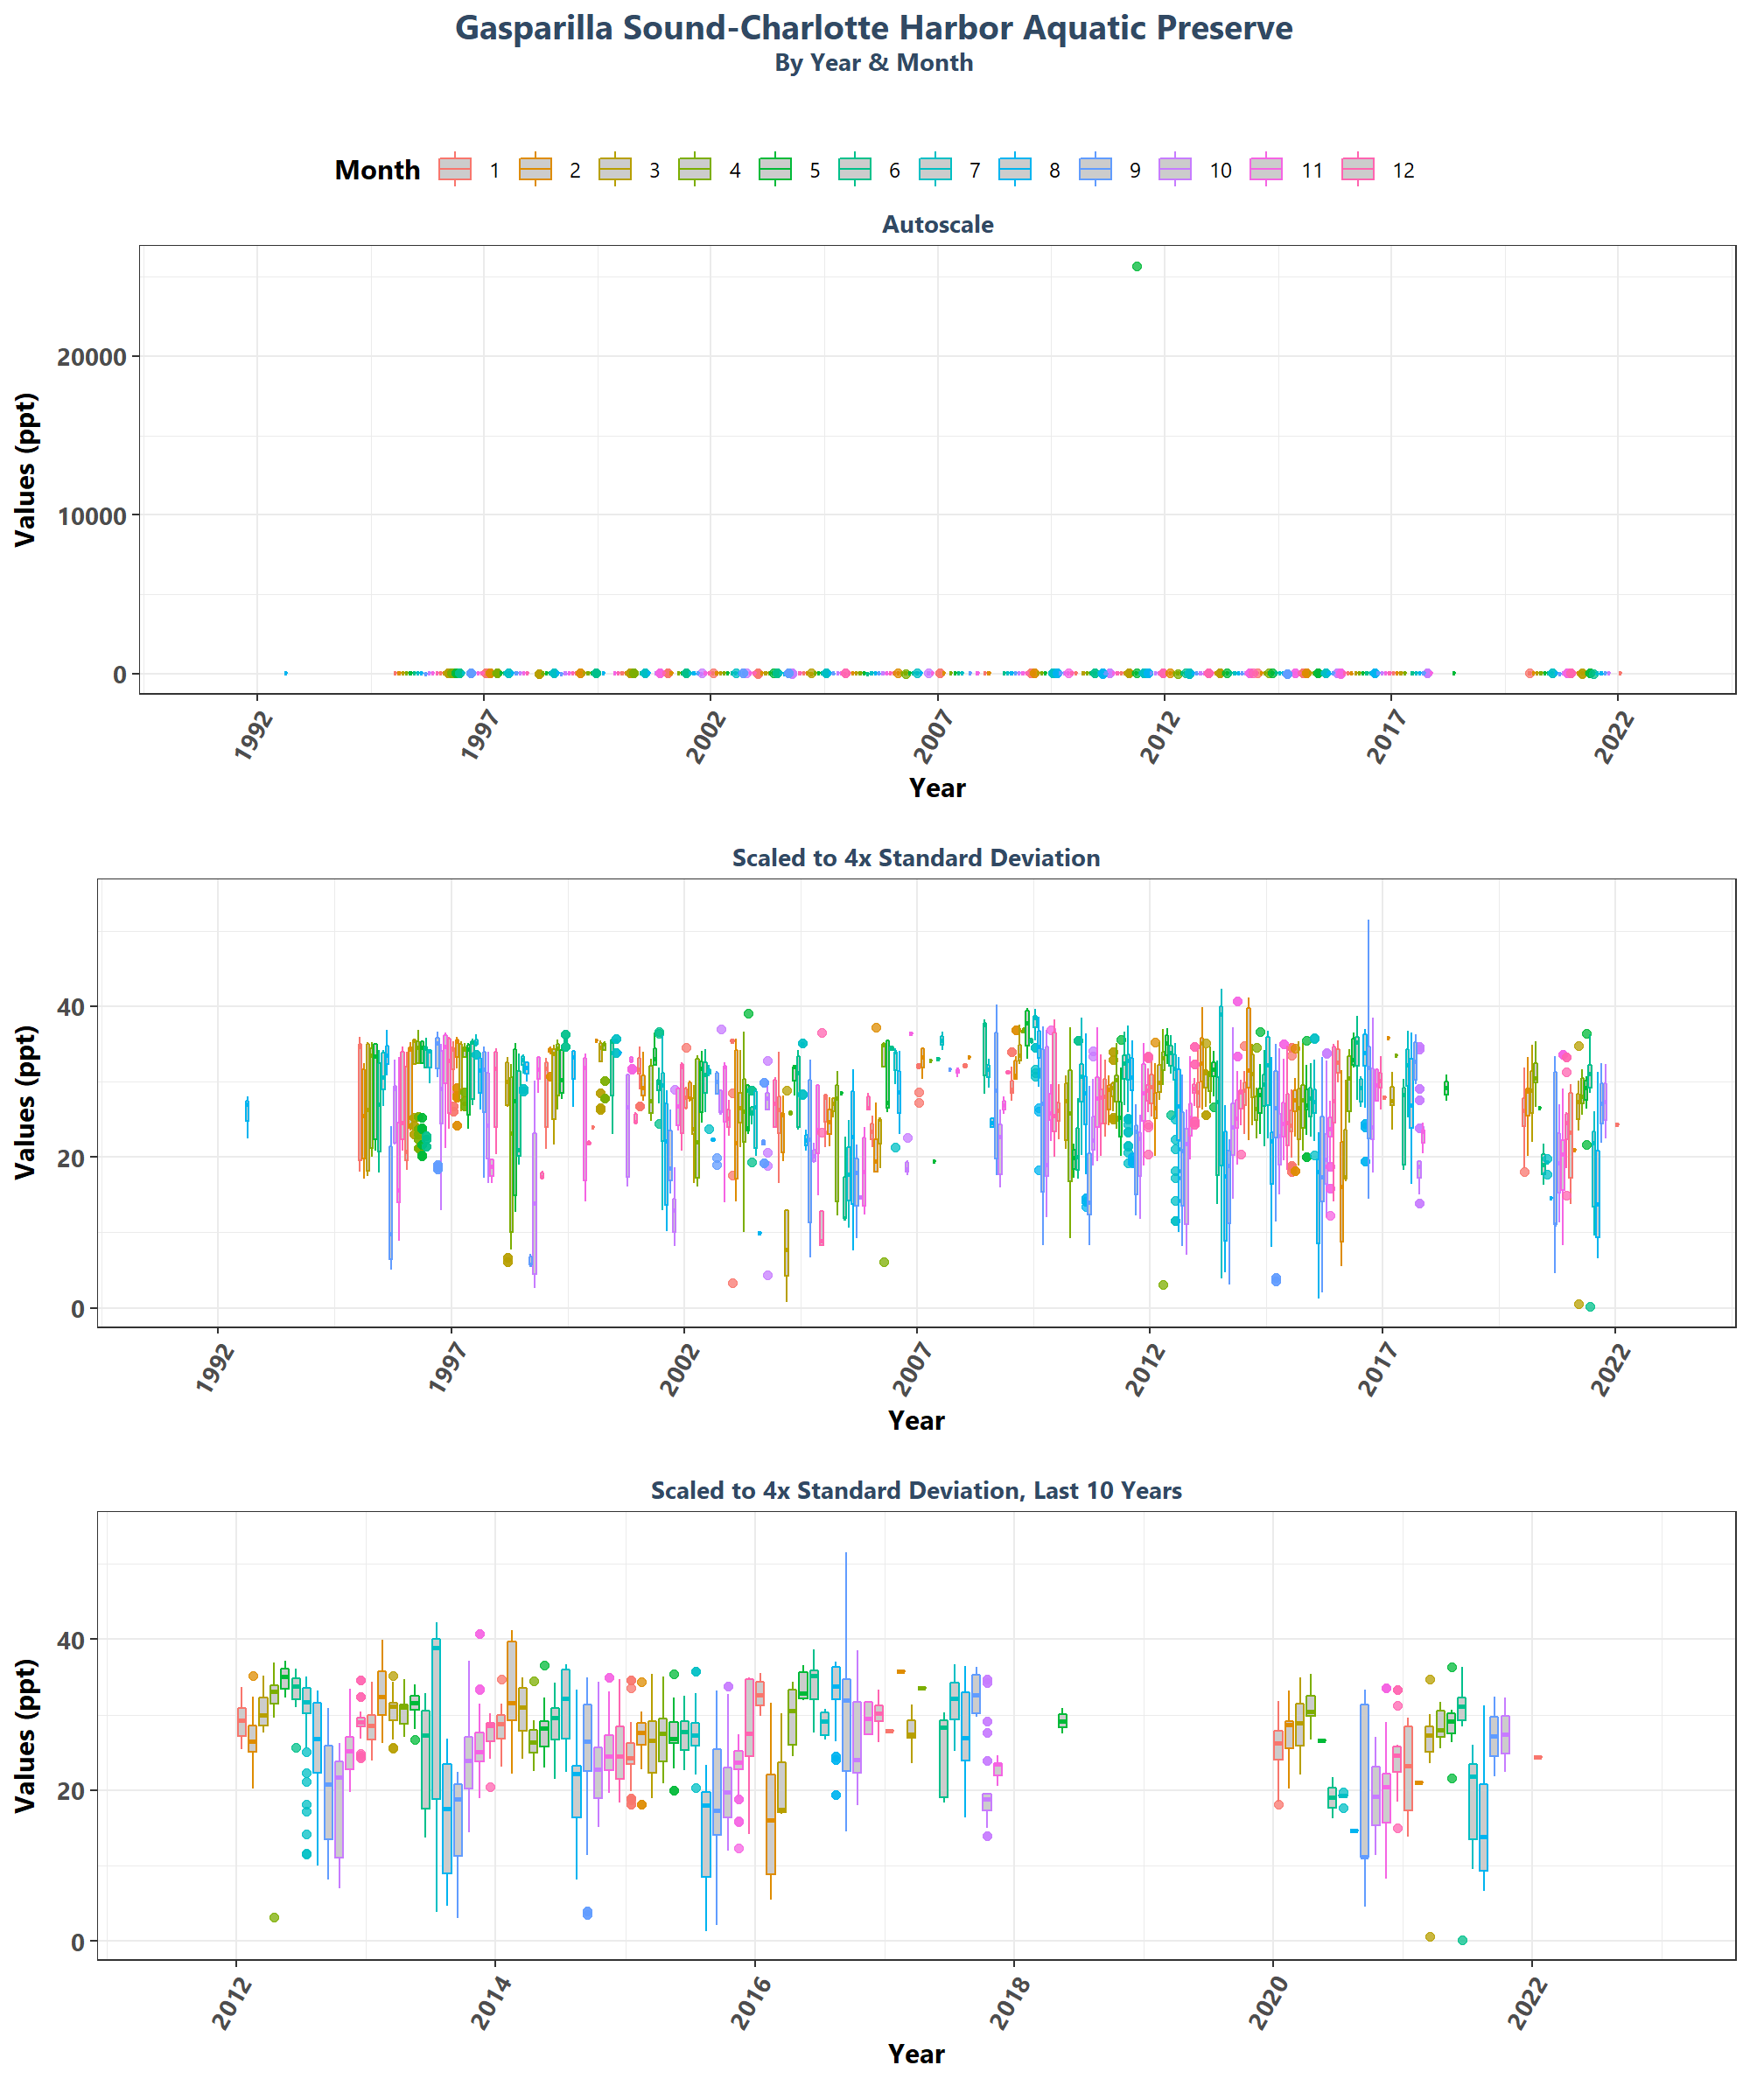 Gasparilla Sound-Charlotte Harbor Aquatic Preserve
By Year & Month
Month 1 2 3 4 5 6 7 8 9 10 11 12
Autoscale
Values (ppt)
20000
10000
0
1992 1997 2002 2007 2012 2017 2022
Year
Scaled to 4x Standard Deviation
Values (ppt)
40
20
0
1992 1997 2002 2007 2012 2017 2022
Year
Scaled to 4x Standard Deviation, Last 10 Years
Values (ppt)
40
20
0
2012 2014 2016 2018 2020 2022
Year